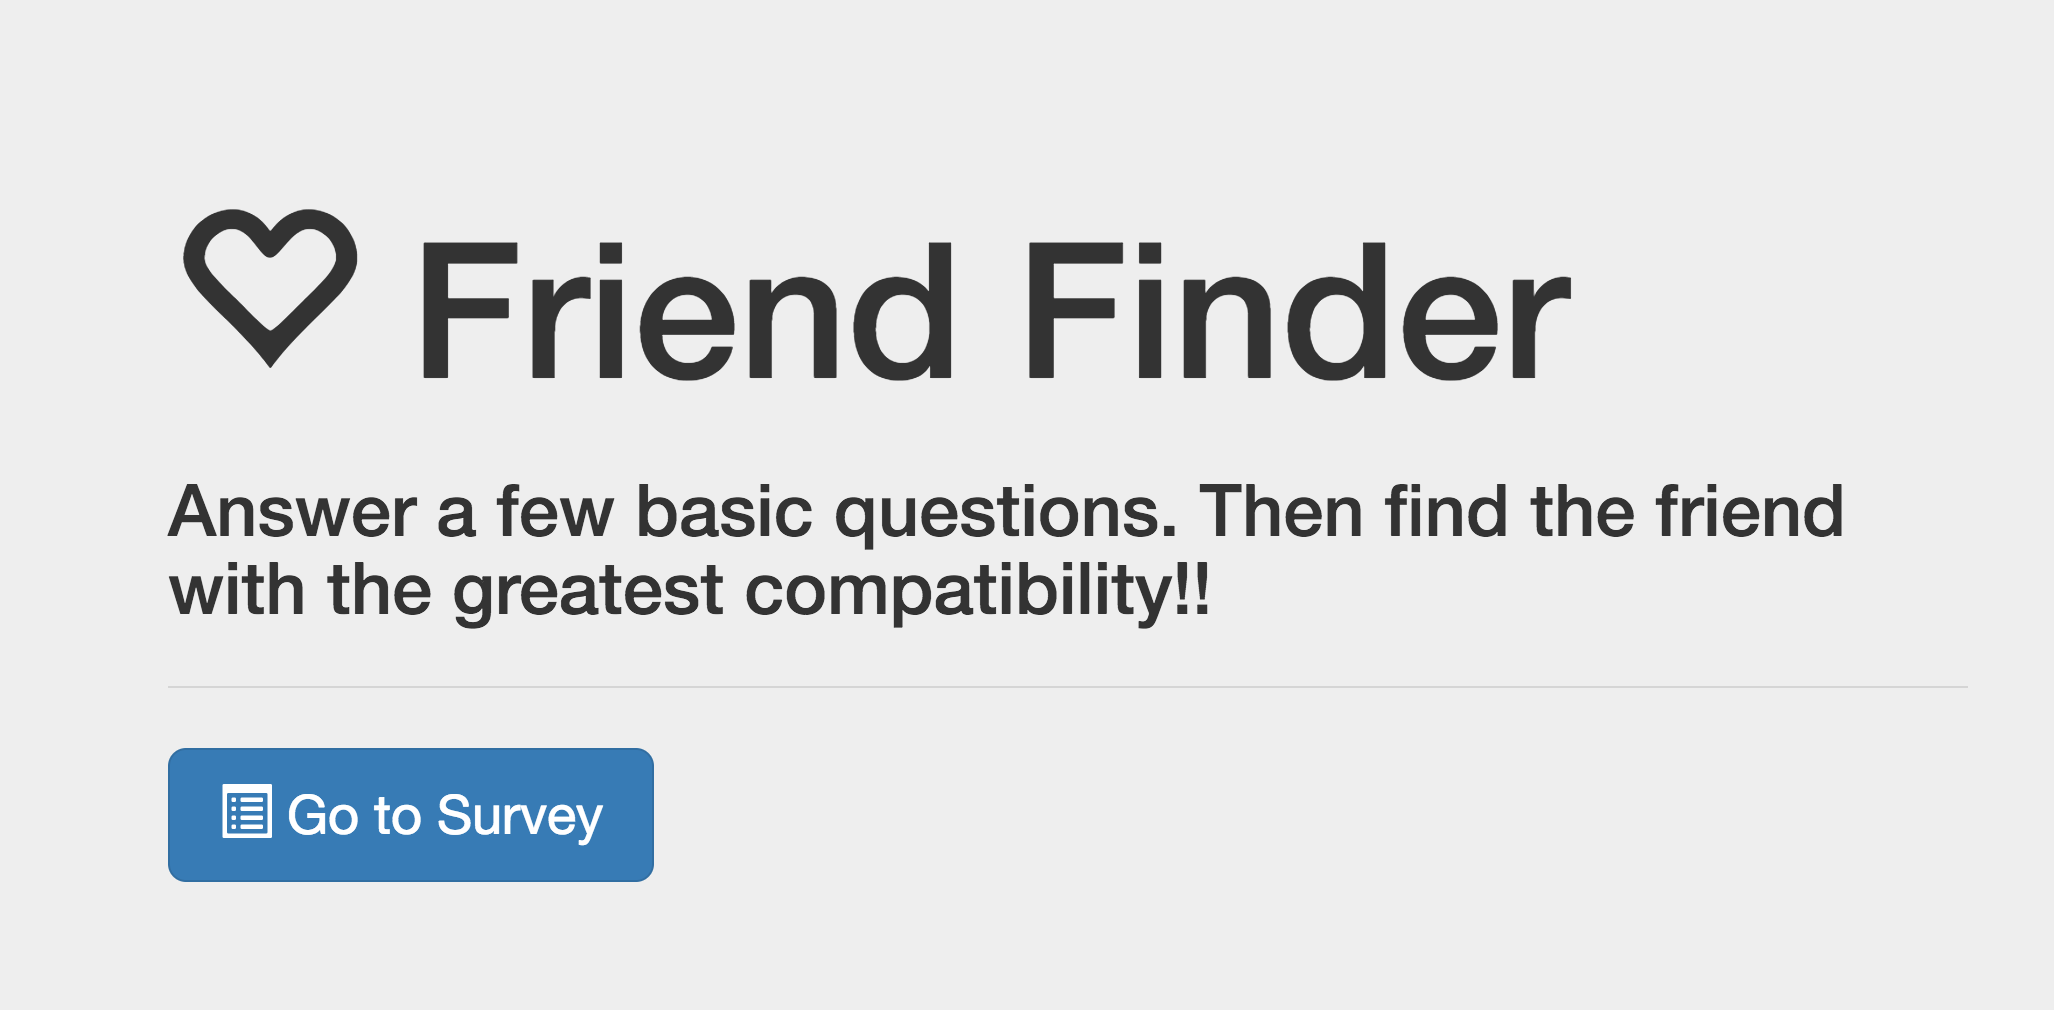 Friend Finder
Answer a few basic questions. Then find the friend
with the greatest compatibility!!
Go to Survey